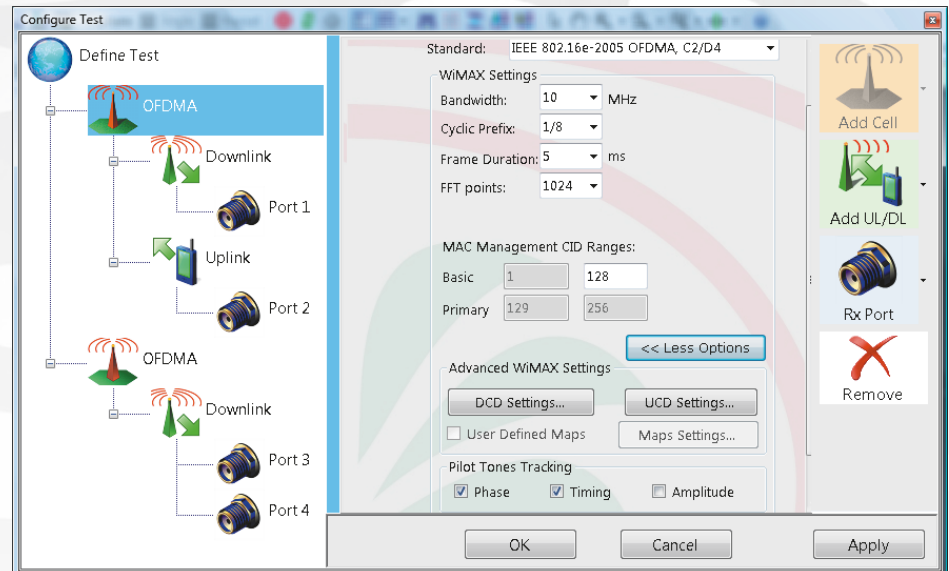 Configure Test
Define Test
OFDMA
Downlink
Port 1
Uplink
Port 2
OFDMA
Downlink
Port 3
Port 4
Standard: IEEE 802.16e-2005 OFDMA, C2/D4
WiMAX Settings
Bandwidth: 10 MHz
Cyclic Prefix: 1/8
Frame Duration: 5 ms
FFT points: 1024
MAC Management CID Ranges:
Basic 1 128
Primary 129 256
<< Less Options
Advanced WiMAX Settings
DCD Settings... UCD Settings...
User Defined Maps Maps Settings...
Pilot Tones Tracking
Phase Timing Amplitude
OK Cancel Apply
Add Cell
Add UL/DL
Rx Port
Remove